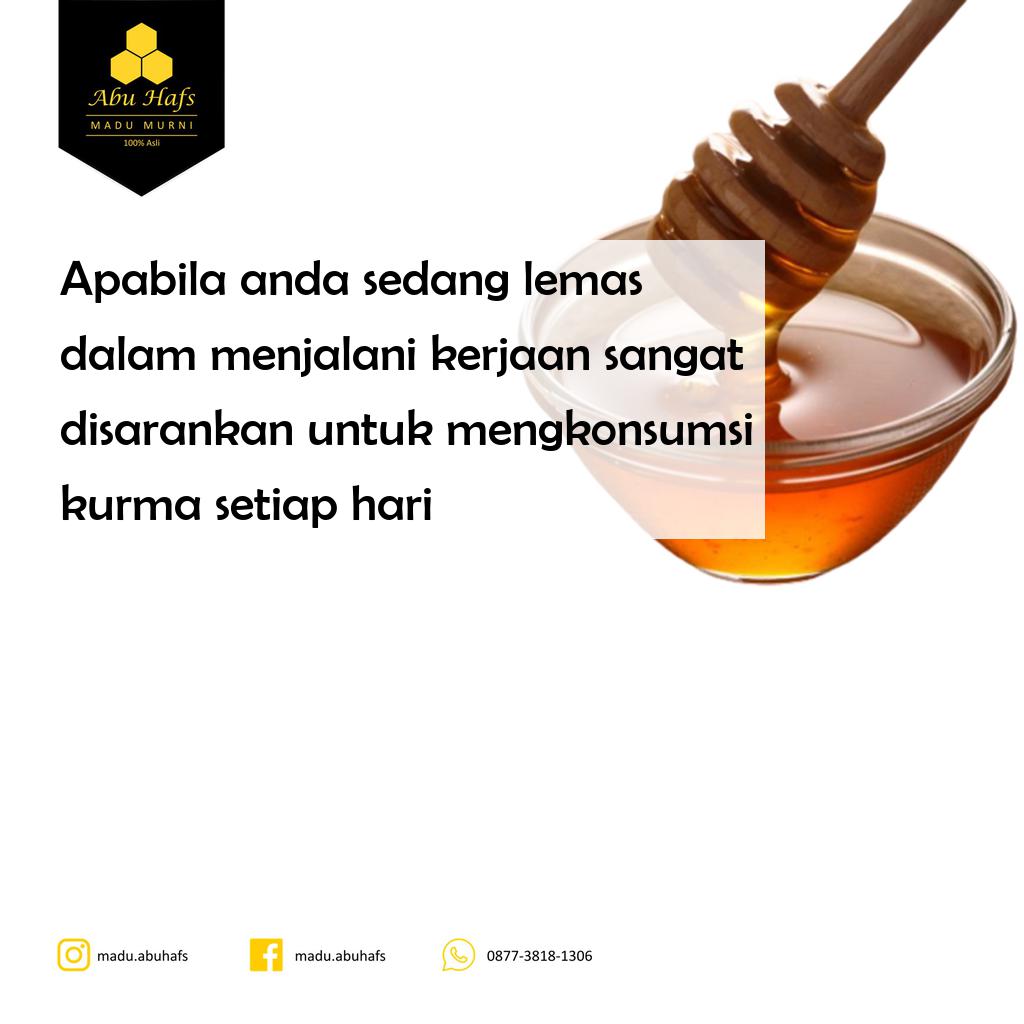 Abu Hafs
MADU MURNI
100% Asli
Apabila anda sedang lemas
dalam menjalani kerjaan sangat
disarankan untuk mengkonsumsi
kurma setiap hari
madu.abuhafs
madu.abuhafs
0877-3818-1306